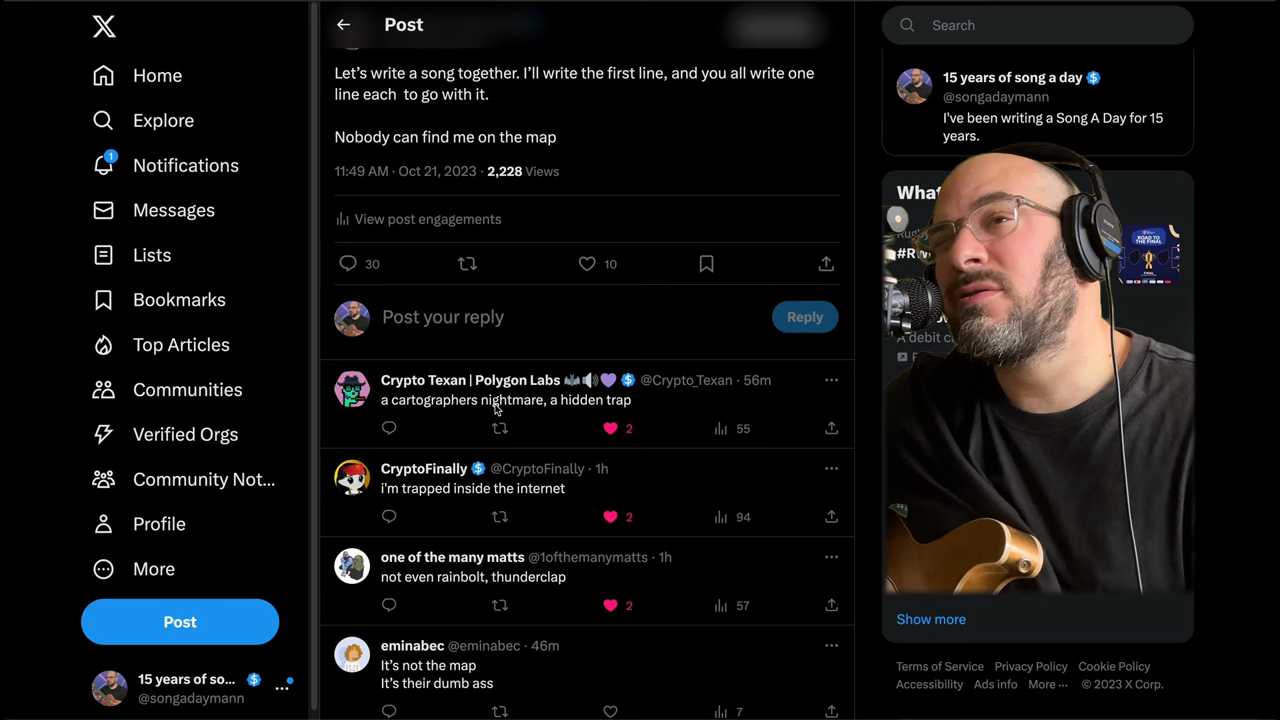 X
Home
Explore
1
Notifications
Messages
Lists
Bookmarks
Top Articles
Communities
Verified Orgs
Community Not...
Profile
More
Post
15 years of so...
@songadaymann
Post
Let's write a song together. I'll write the first line, and you all write one
line each to go with it.
Nobody can find me on the map
11:49 AM · Oct 21, 2023 · 2,228 Views
View post engagements
30
10
Post your reply
Reply
Crypto Texan | Polygon Labs 🦇🔊💜 @Crypto_Texan · 56m
a cartographers nightmare, a hidden trap
2
55
CryptoFinally @CryptoFinally · 1h
i'm trapped inside the internet
2
94
one of the many matts @1ofthemanymatts · 1h
not even rainbolt, thunderclap
2
57
eminabec @eminabec · 46m
It's not the map
It's their dumb ass
7
Search
15 years of song a day
@songadaymann
I've been writing a Song A Day for 15
years.
ROAD TO
THE FINAL
FINAL
A debit
Show more
Terms of Service Privacy Policy Cookie Policy
Accessibility Ads info More ··· © 2023 X Corp.